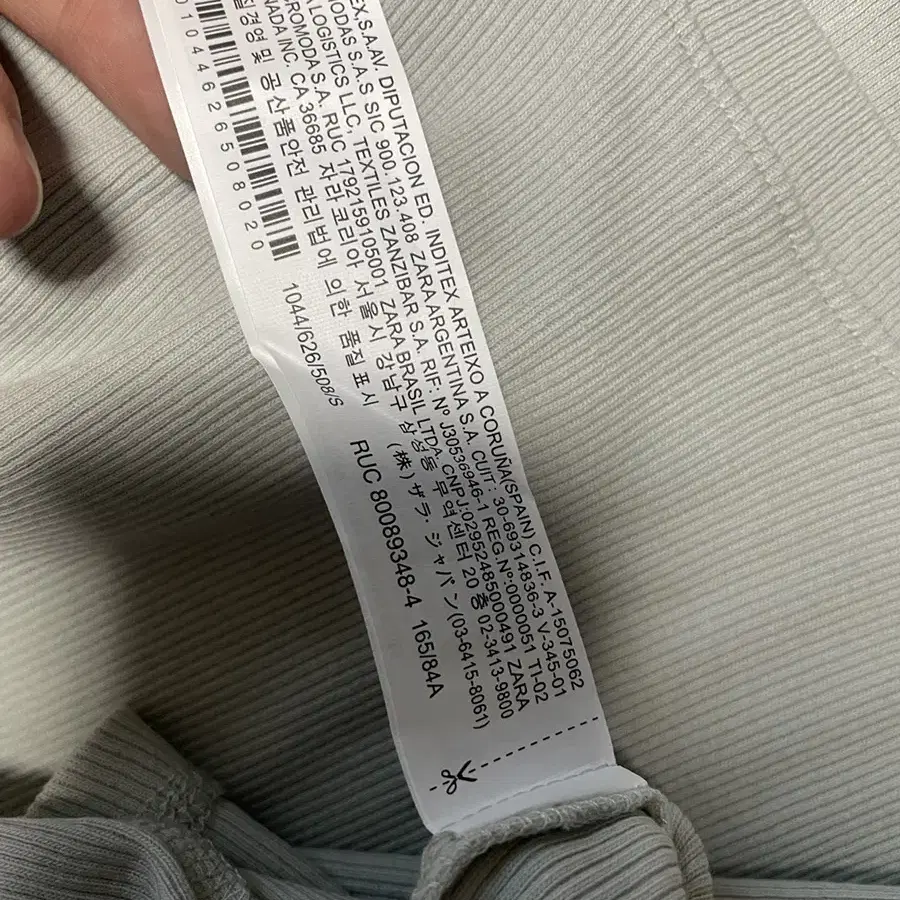 EX,S.A.AV. DIPUTACION ED. INDITEX ARTEIXO A CORUÑA(SPAIN) C.I.F. A-15075062
MODAS S.A.S SIC 900.123.408 ZARA ARGENTINA S.A. CUIT: 30-69314836-3 V-345-01
LOGISTICS LLC, TEXTILES ZANZIBAR S.A. RIF: Nº J30536946-1 REG.Nº:0000051 TI-02
ROMODA S.A. RUC 1792159105001 ZARA BRASIL LTDA. CNPJ:02952485000491 ZARA
NADA INC. CA 36685 자라코리아 서울시 강남구 삼성동 무역센터 20 층 02-3413-9800
질경영 및 공산품안전 관리법에 의한 품질 표시 (株)ザラ・ジャパン(03-6415-8061)
RUC 80089348-4 165/84A
01044626508020
1044/626/508/S